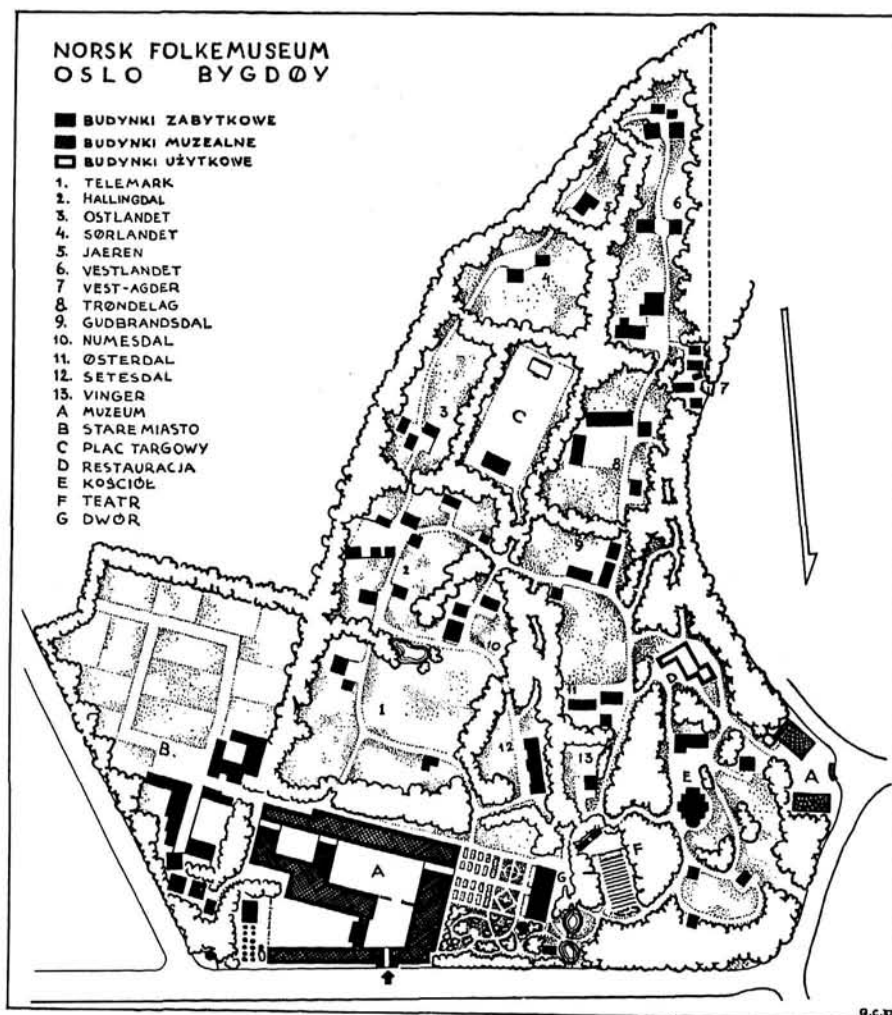 NORSK FOLKEMUSEUM
OSLO BYGDØY
BUDYNKI ZABYTKOWE
BUDYNKI MUZEALNE
BUDYNKI UŻYTKOWE
1. TELEMARK
2. HALLINGDAL
3. OSTLANDET
4. SØRLANDET
5. JAEREN
6. VESTLANDET
7 VEST-AGDER
8 TRØNDELAG
9. GUDBRANDSDAL
10. NUMESDAL
11. ØSTERDAL
12. SETESDAL
13. VINGER
A MUZEUM
B STARE MIASTO
C PLAC TARGOWY
D RESTAURACJA
E KOŚCIÓŁ
F TEATR
G DWÓR
5
6
4
7
3
C
8
9
2
10
1
11
B.
12
13
E
A
F
A
G